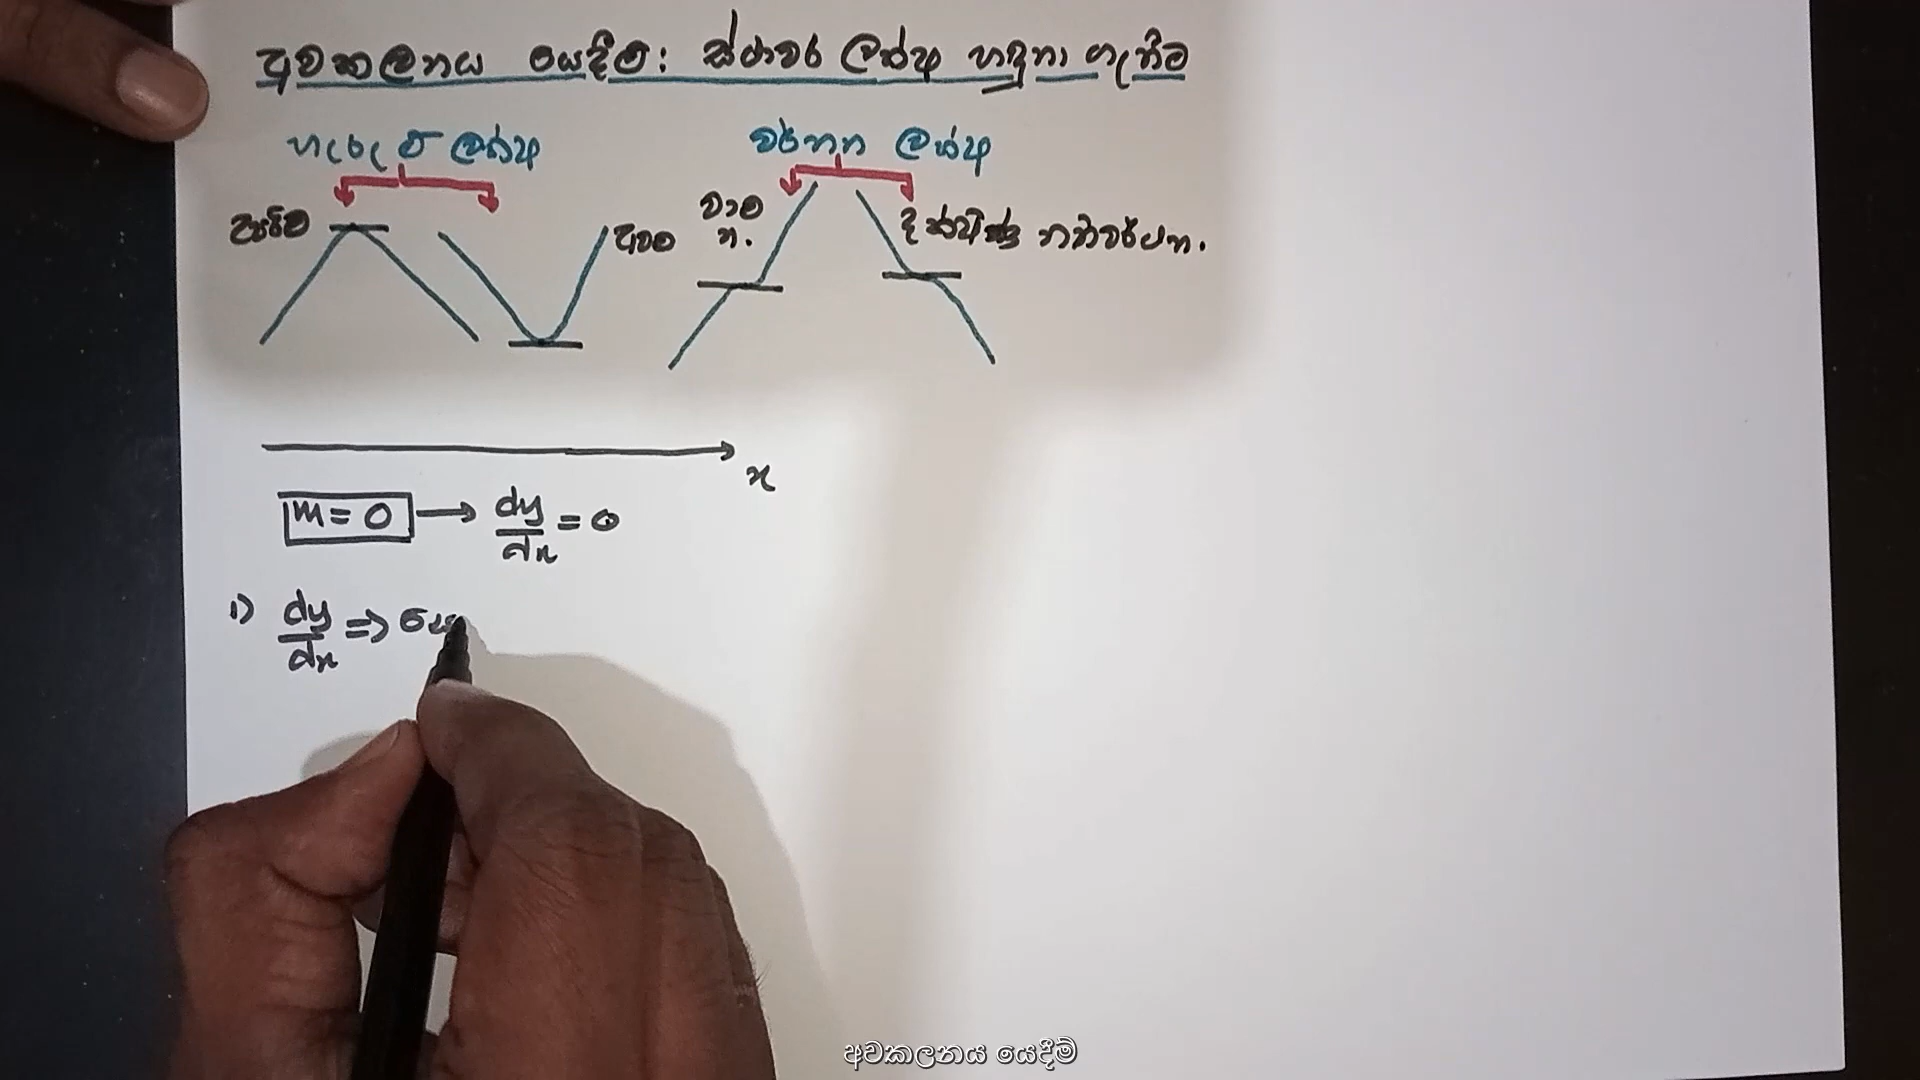 අවකලනය යෙදීම: ස්ථාවර ලක්ෂ හඳුනා ගැනීම
හැරැම් ලක්ෂ
වර්තන ලක්ෂ
උපරිම
අවම
වාම
න.
දක්ෂිණ නතිවර්තන.
x
m = 0 → dy/dx = 0
1) dy/dx ⇒
අවකලනය යෙදීම්